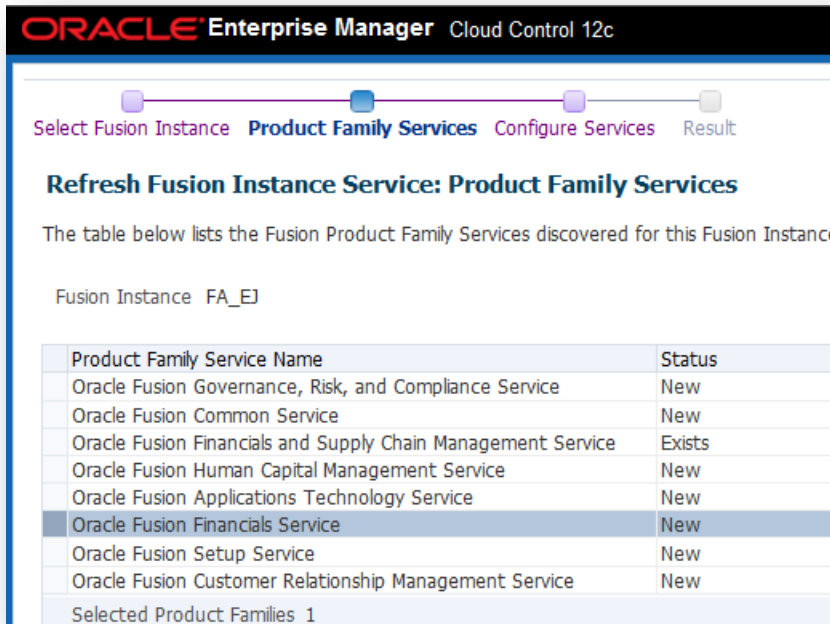 ORACLE Enterprise Manager Cloud Control 12c
Select Fusion Instance Product Family Services Configure Services Result
Refresh Fusion Instance Service: Product Family Services
The table below lists the Fusion Product Family Services discovered for this Fusion
Fusion Instance FA_EJ
Product Family Service Name Status
Oracle Fusion Governance, Risk, and Compliance Service New
Oracle Fusion Common Service New
Oracle Fusion Financials and Supply Chain Management Service Exists
Oracle Fusion Human Capital Management Service New
Oracle Fusion Applications Technology Service New
Oracle Fusion Financials Service New
Oracle Fusion Setup Service New
Oracle Fusion Customer Relationship Management Service New
Selected Product Families 1